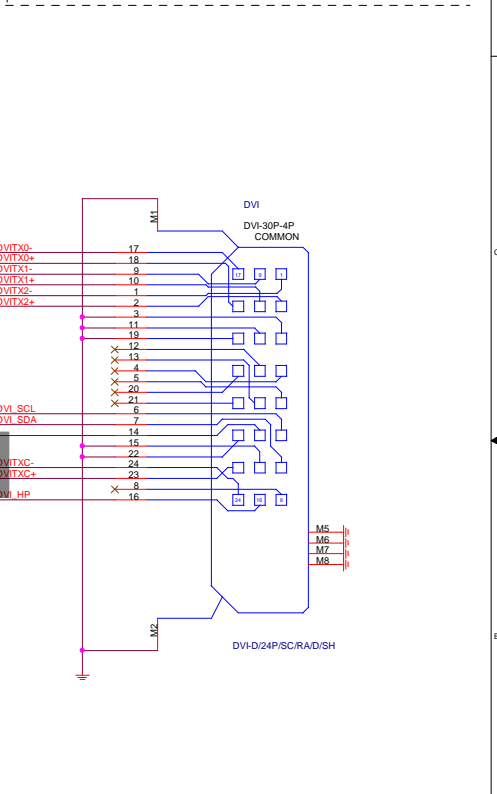 DVI
M1
DVI-30P-4P
COMMON
DVITX0- 17
DVITX0+ 18
DVITX1- 9
DVITX1+ 10
DVITX2- 1
DVITX2+ 2
3
11
19
12
13
4
5
20
21
DVI_SCL 6
DVI_SDA 7
14
15
22
DVITXC- 24
DVITXC+ 23
8
DVI_HP 16
17 9 1
24 16 8
M5
M6
M7
M8
M2
DVI-D/24P/SC/RA/D/SH